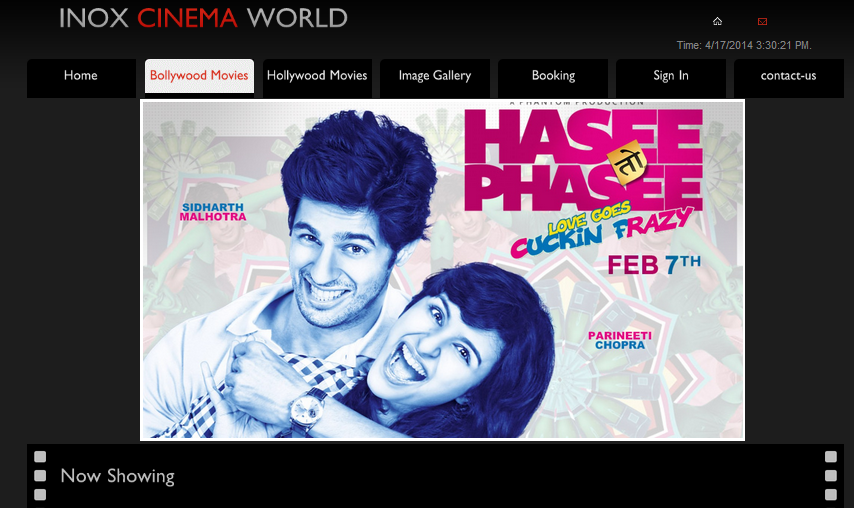 INOX CINEMA WORLD
Time: 4/17/2014 3:30:21 PM.
Home Bollywood Movies Hollywood Movies Image Gallery Booking Sign In contact-us
A PHANTOM PRODUCTION
HASEE
तो
PHASEE
LOVE GOES
CUCKIN FRAZY
FEB 7TH
SIDHARTH
MALHOTRA
PARINEETI
CHOPRA
Now Showing